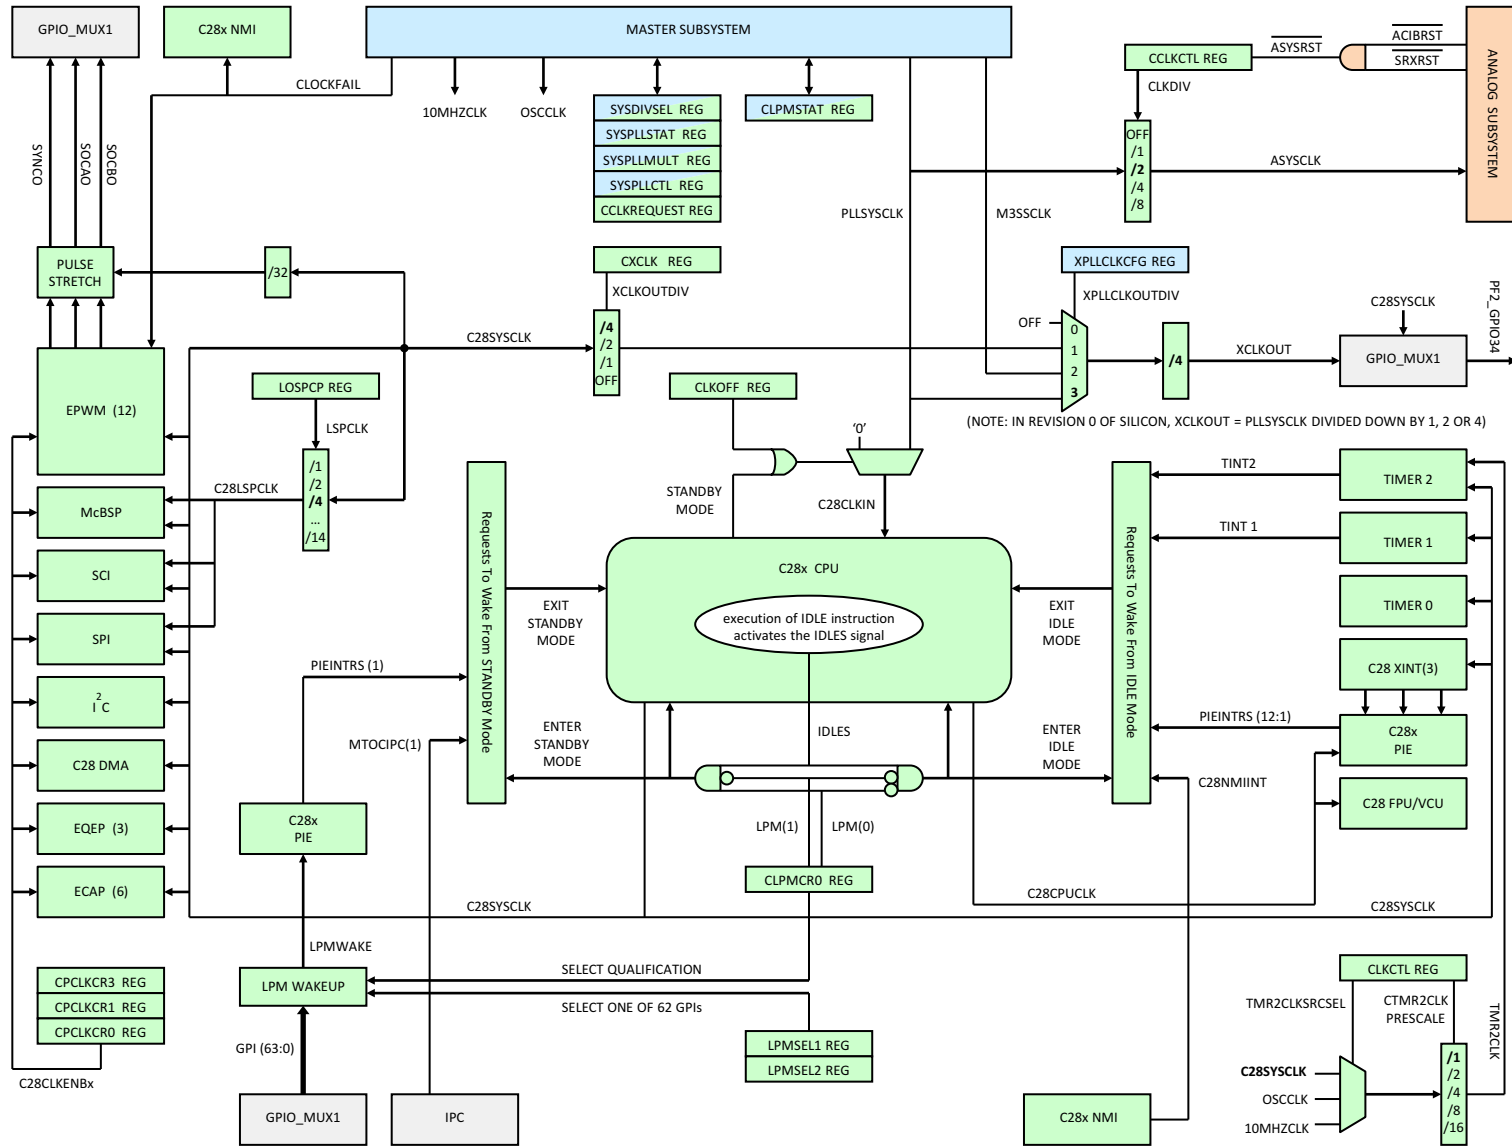 GPIO_MUX1
C28x NMI
MASTER SUBSYSTEM
ACIBRST
ASYSRST
SRXRST
CCLKCTL REG
ANALOG SUBSYSTEM
CLOCKFAIL
10MHZCLK
OSCCLK
SYSDIVSEL REG
SYSPLLSTAT REG
SYSPLLMULT REG
SYSPLLCTL REG
CCLKREQUEST REG
CLPMSTAT REG
CLKDIV
OFF
/1
/2
/4
/8
ASYSCLK
SYNCO
SOCAO
SOCBO
PLLSYSCLK
M3SSCLK
PULSE
STRETCH
/32
CXCLK REG
XCLKOUTDIV
XPLLCLKCFG REG
XPLLCLKOUTDIV
C28SYSCLK
PF2_GPIO34
C28SYSCLK
/4
/2
/1
OFF
OFF
0
1
2
3
/4
XCLKOUT
GPIO_MUX1
EPWM (12)
LOSPCP REG
LSPCLK
CLKOFF REG
(NOTE: IN REVISION 0 OF SILICON, XCLKOUT = PLLSYSCLK DIVIDED DOWN BY 1, 2 OR 4)
‘0’
C28LSPCLK
/1
/2
/4
...
/14
STANDBY
MODE
C28CLKIN
TINT2
TIMER 2
McBSP
Requests To Wake From STANDBY Mode
Requests To Wake From IDLE Mode
TINT 1
TIMER 1
SCI
C28x CPU
EXIT
STANDBY
MODE
execution of IDLE instruction
activates the IDLES signal
EXIT
IDLE
MODE
TIMER 0
SPI
PIEINTRS (1)
C28 XINT(3)
2
I C
MTOCIPC(1)
ENTER
STANDBY
MODE
IDLES
ENTER
IDLE
MODE
PIEINTRS (12:1)
C28x
PIE
C28 DMA
C28NMIINT
C28 FPU/VCU
EQEP (3)
C28x
PIE
LPM(1)
LPM(0)
ECAP (6)
CLPMCR0 REG
C28CPUCLK
C28SYSCLK
C28SYSCLK
LPMWAKE
CPCLKCR3 REG
CPCLKCR1 REG
CPCLKCR0 REG
LPM WAKEUP
SELECT QUALIFICATION
SELECT ONE OF 62 GPIs
CLKCTL REG
TMR2CLKSRCSEL
CTMR2CLK
PRESCALE
TMR2CLK
GPI (63:0)
LPMSEL1 REG
LPMSEL2 REG
C28CLKENBx
C28SYSCLK
OSCCLK
10MHZCLK
/1
/2
/4
/8
/16
GPIO_MUX1
IPC
C28x NMI